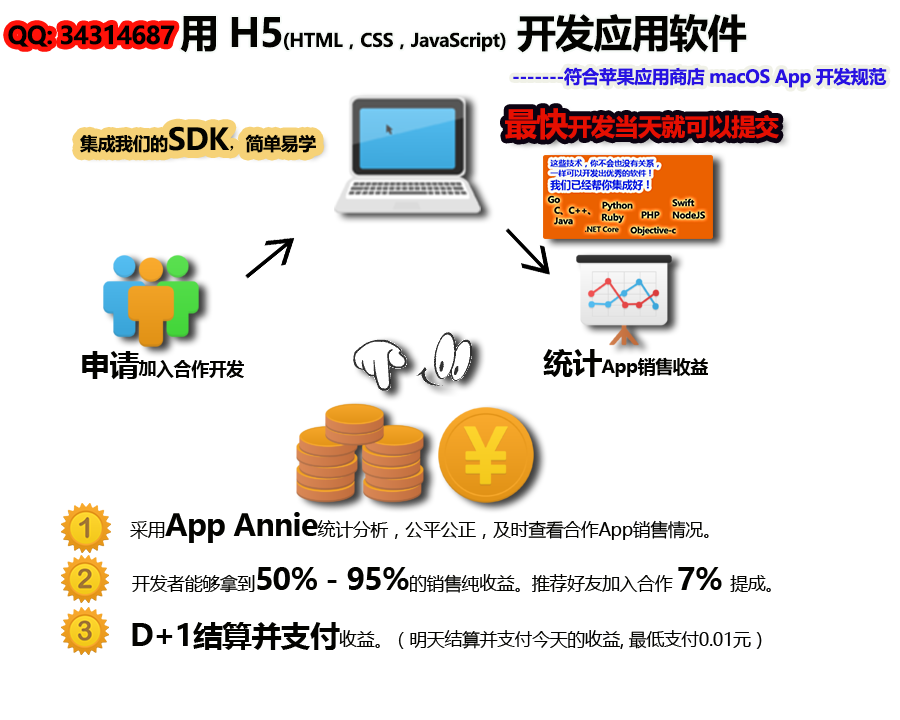 QQ: 34314687 用 H5(HTML，CSS，JavaScript) 开发应用软件
-------符合苹果应用商店 macOS App 开发规范
集成我们的SDK，简单易学
最快开发当天就可以提交
这些技术，你不会也没有关系，
一样可以开发出优秀的软件！
我们已经帮你集成好！
Go
C、C++、
Java
Python
Ruby
.NET Core
PHP
Objective-c
Swift
NodeJS
申请加入合作开发
统计App销售收益
¥
1 采用App Annie统计分析，公平公正，及时查看合作App销售情况。
2 开发者能够拿到50% - 95%的销售纯收益。推荐好友加入合作 7% 提成。
3 D+1结算并支付收益。（明天结算并支付今天的收益, 最低支付0.01元）